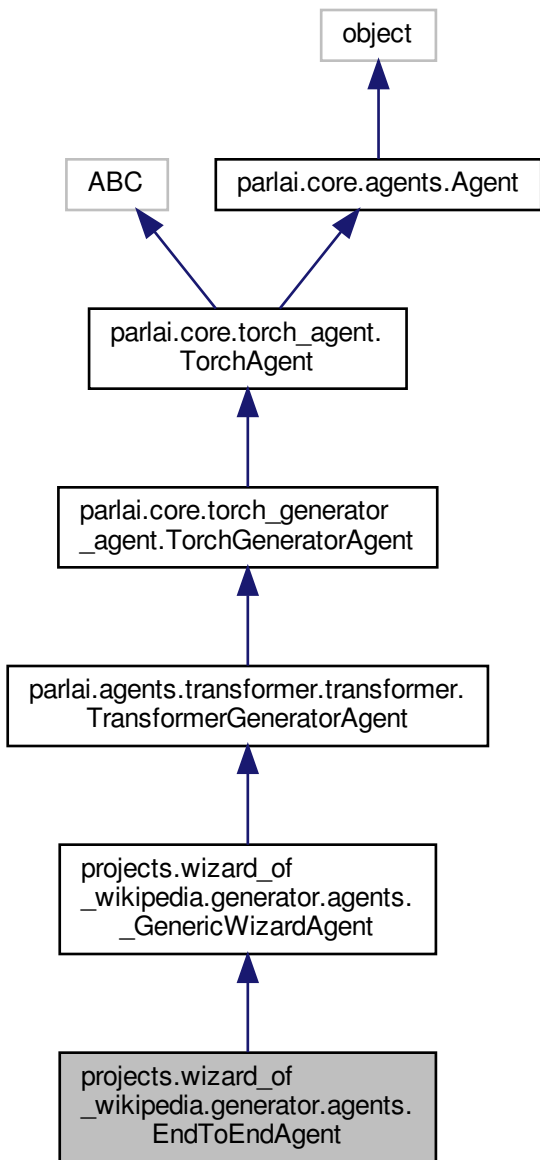 object
ABC
parlai.core.agents.Agent
parlai.core.torch_agent.
TorchAgent
parlai.core.torch_generator
_agent.TorchGeneratorAgent
parlai.agents.transformer.transformer.
TransformerGeneratorAgent
projects.wizard_of
_wikipedia.generator.agents.
_GenericWizardAgent
projects.wizard_of
_wikipedia.generator.agents.
EndToEndAgent